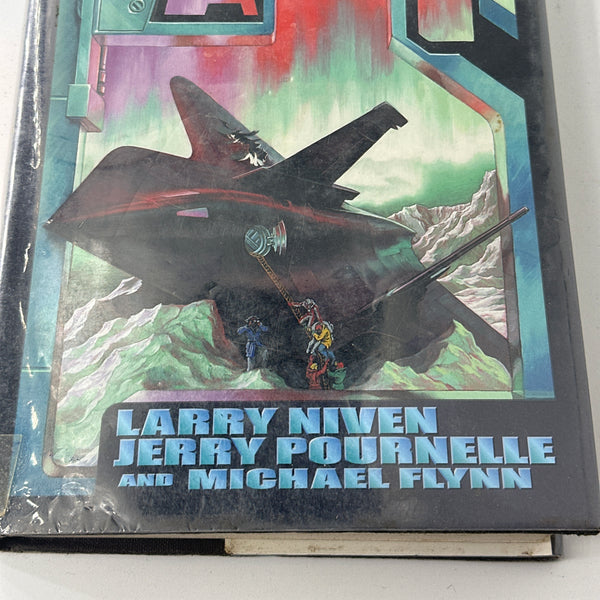 LARRY NIVEN
JERRY POURNELLE
AND MICHAEL FLYNN